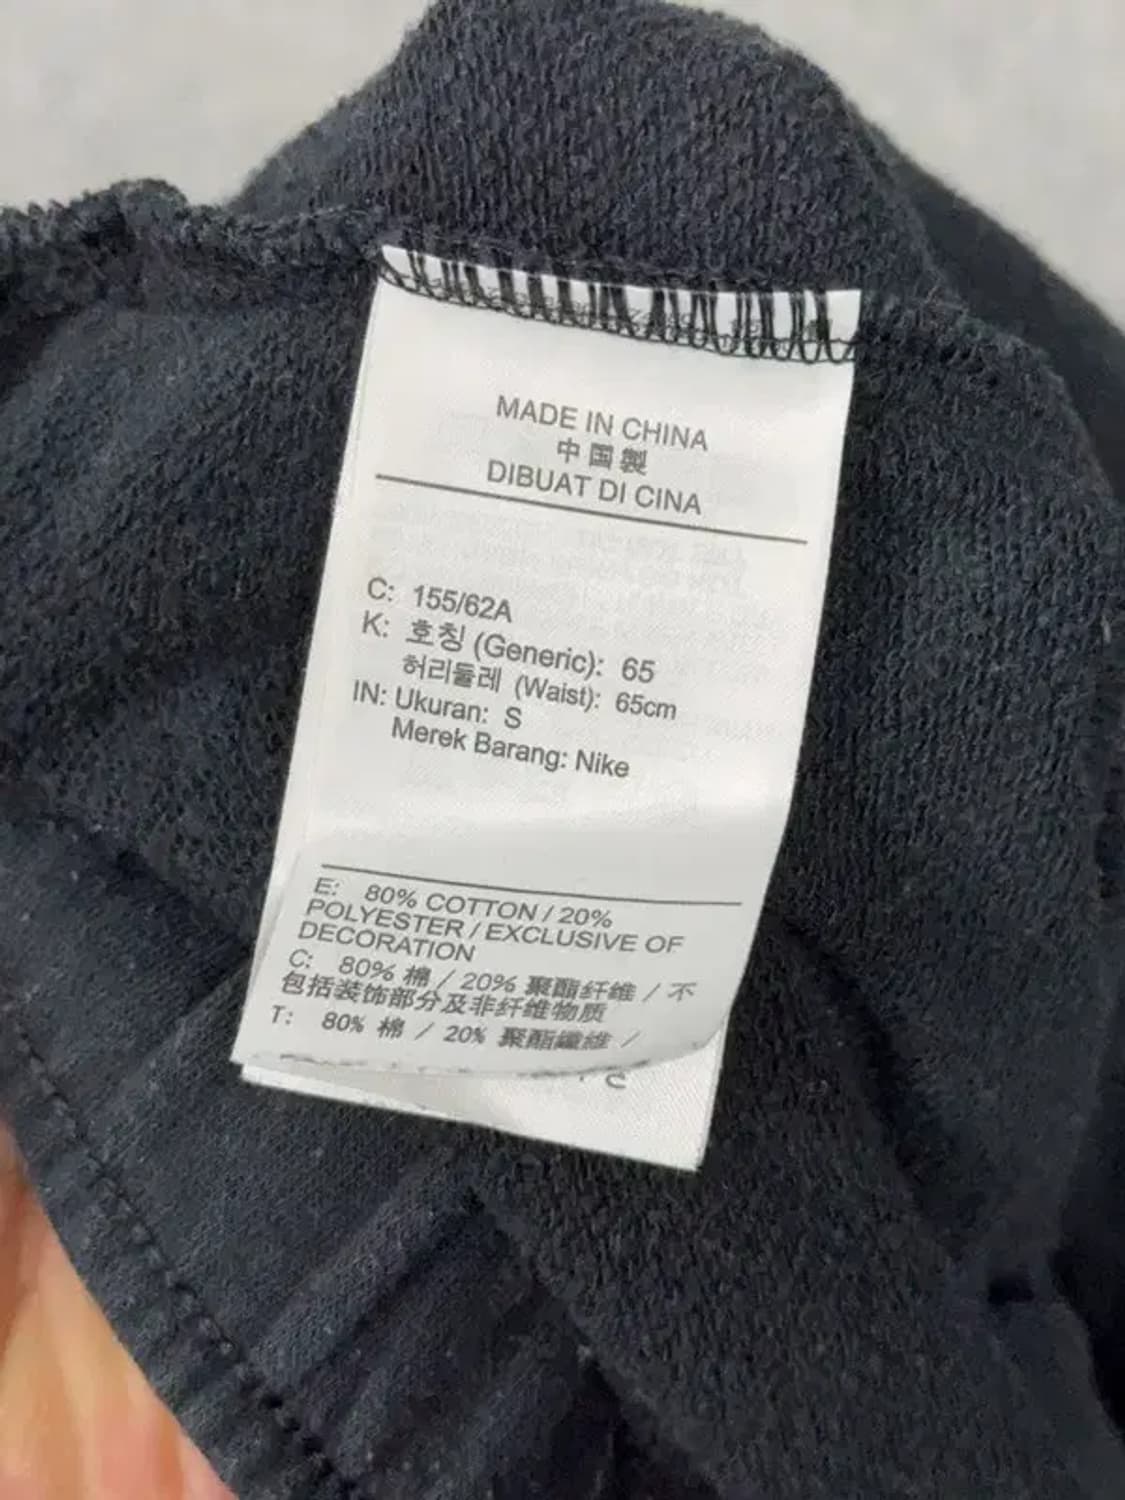 MADE IN CHINA
中国製
DIBUAT DI CINA
C: 155/62A
K: 호칭 (Generic): 65
허리둘레 (Waist): 65cm
IN: Ukuran: S
Merek Barang: Nike
E: 80% COTTON / 20%
POLYESTER / EXCLUSIVE OF
DECORATION
C: 80% 棉 / 20% 聚酯纤维 / 不
包括装饰部分及非纤维物质
T: 80% 棉 / 20% 聚酯纖維 /